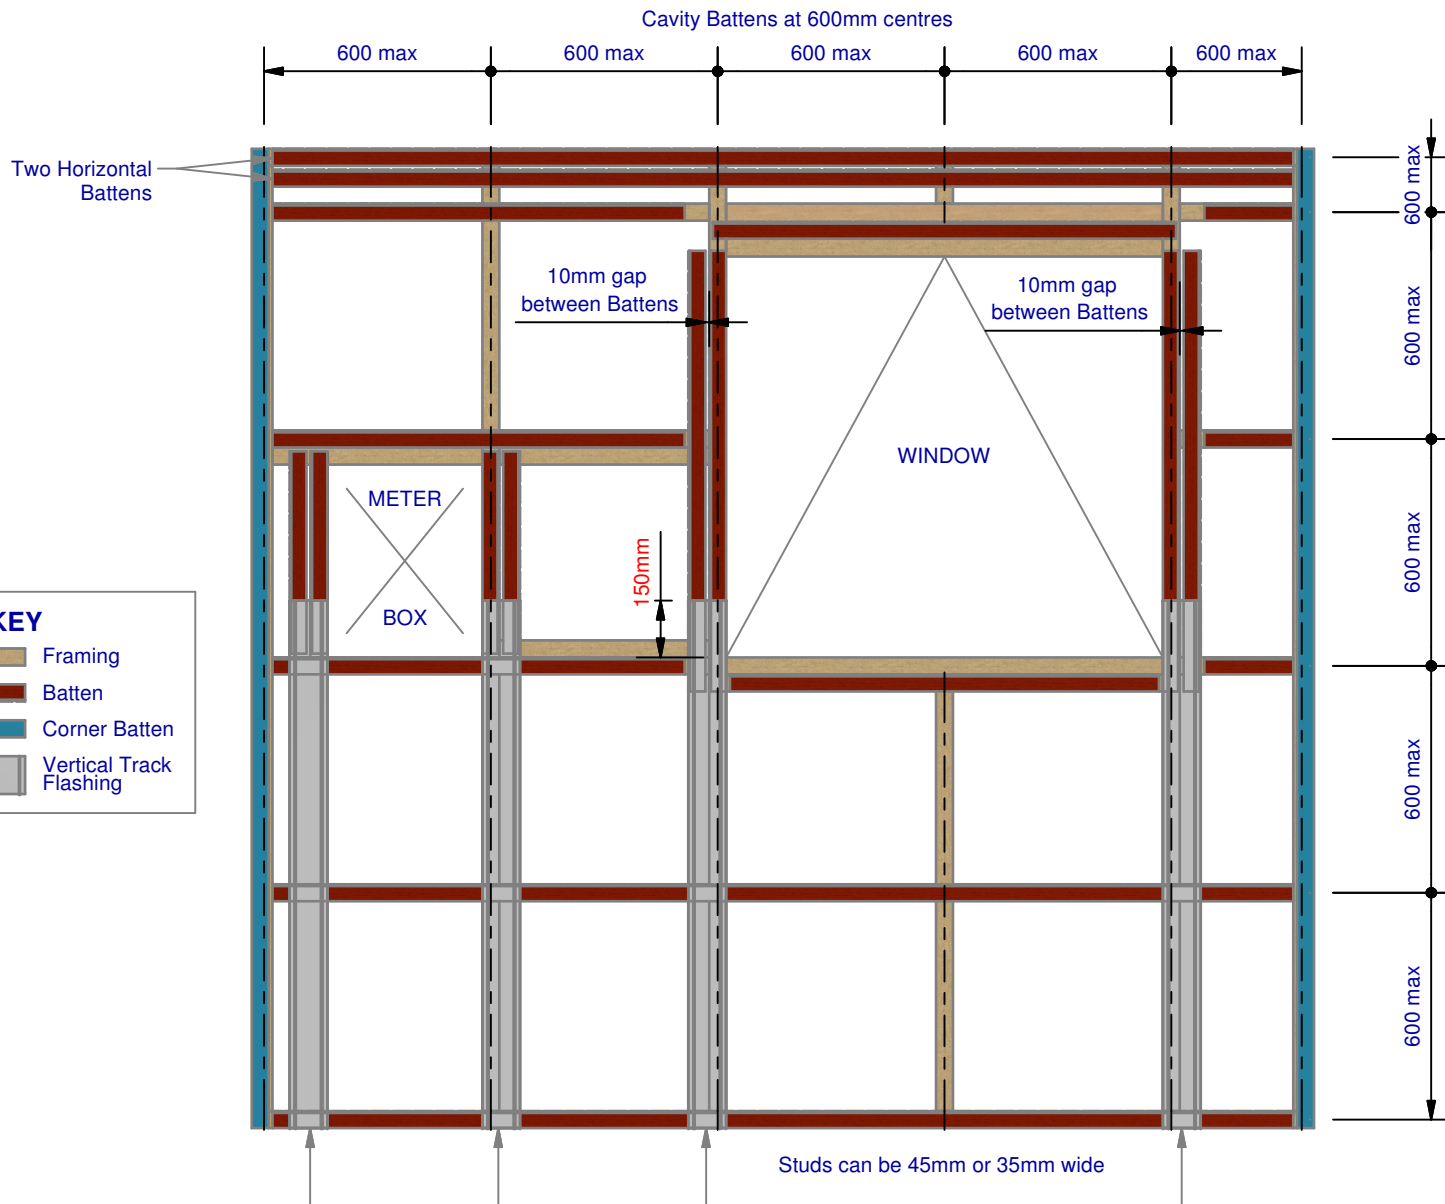 Cavity Battens at 600mm centres
600 max
600 max
600 max
600 max
600 max
Two Horizontal
Battens
10mm gap
between Battens
10mm gap
between Battens
WINDOW
METER
BOX
150mm
600 max
600 max
600 max
600 max
600 max
KEY
Framing
Batten
Corner Batten
Vertical Track
Flashing
Studs can be 45mm or 35mm wide